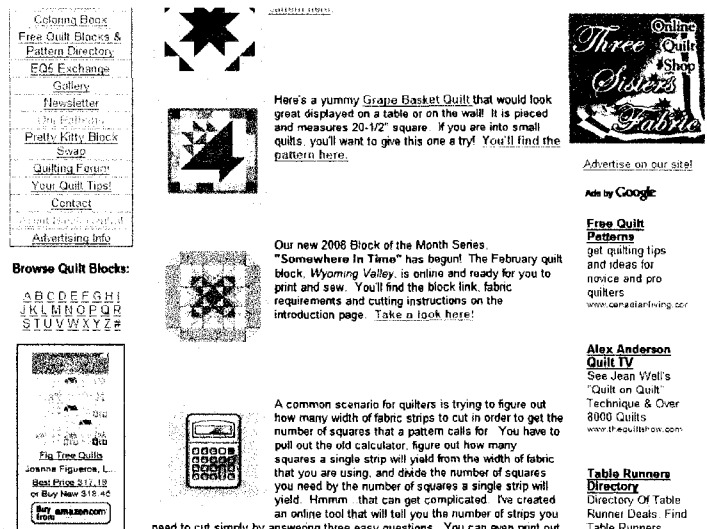 Coloring Book
Free Quilt Blocks &
Pattern Directory
EQ5 Exchange
Gallery
Newsletter
Pretty Kitty Block
Swap
Quilting Forum
Your Quilt Tips!
Contact
Advertising Info
Browse Quilt Blocks:
A B C D E F G H I
J K L M N O P Q R
S T U V W X Y Z #
Fig Tree Quilts
Joanna Figueroa, L...
Best Price $17.19
or Buy New $18.40
Buy from amazon.com
Here's a yummy Grape Basket Quilt that would look
great displayed on a table or on the wall! It is pieced
and measures 20-1/2" square. If you are into small
quilts, you'll want to give this one a try! You'll find the
pattern here.
Our new 2008 Block of the Month Series,
"Somewhere In Time" has begun! The February quilt
block, Wyoming Valley, is online and ready for you to
print and sew. You'll find the block link, fabric
requirements and cutting instructions on the
introduction page. Take a look here!
A common scenario for quilters is trying to figure out
how many width of fabric strips to cut in order to get the
number of squares that a pattern calls for. You have to
pull out the old calculator, figure out how many
squares a single strip will yield from the width of fabric
that you are using, and divide the number of squares
you need by the number of squares a single strip will
yield. Hmmm...that can get complicated. I've created
an online tool that will tell you the number of strips you
need to cut simply by answering three easy questions. You can even print out
Online
Three Quilt
Shop
Sisters
Fabric
Advertise on our site!
Ads by Google
Free Quilt
Patterns
get quilting tips
and ideas for
novice and pro
quilters
www.canadianliving.com
Alex Anderson
Quilt TV
See Jean Well's
"Quilt on Quilt"
Technique & Over
8000 Quilts
www.thequiltshow.com
Table Runners
Directory
Directory Of Table
Runner Deals. Find
Table Runners